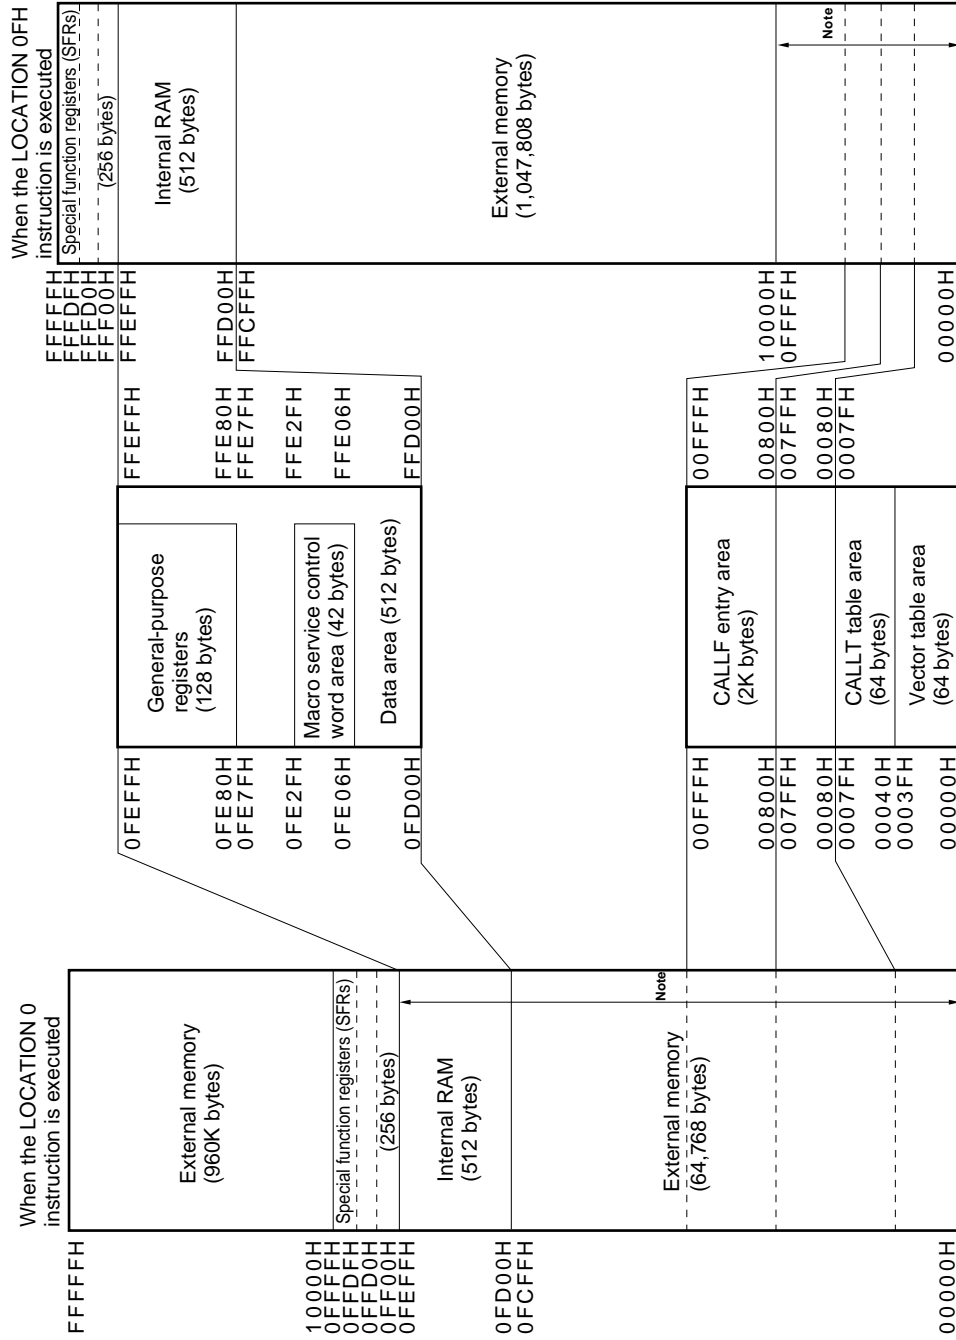 When the LOCATION 0
instruction is executed
FFFFFH
10000H
0FFFFH
0FFDFH
0FFD0H
0FF00H
0FEFFH
0FD00H
0FCFFH
00000H
External memory
(960K bytes)
Special function registers (SFRs)
(256 bytes)
Internal RAM
(512 bytes)
Note
External memory
(64,768 bytes)
0FEFFH
0FE80H
0FE7FH
0FE2FH
0FE06H
0FD00H
00FFFH
00800H
007FFH
00080H
0007FH
00040H
0003FH
00000H
General-purpose
registers
(128 bytes)
Macro service control
word area (42 bytes)
Data area (512 bytes)
CALLF entry area
(2K bytes)
CALLT table area
(64 bytes)
Vector table area
(64 bytes)
FFEFFH
FFE80H
FFE7FH
FFE2FH
FFE06H
FFD00H
00FFFH
00800H
007FFH
00080H
0007FH
When the LOCATION 0FH
instruction is executed
FFFFFH
FFFDFH
FFFD0H
FFF00H
FFEFFH
FFD00H
FFCFFH
10000H
0FFFFH
00000H
Special function registers (SFRs)
(256 bytes)
Internal RAM
(512 bytes)
External memory
(1,047,808 bytes)
Note